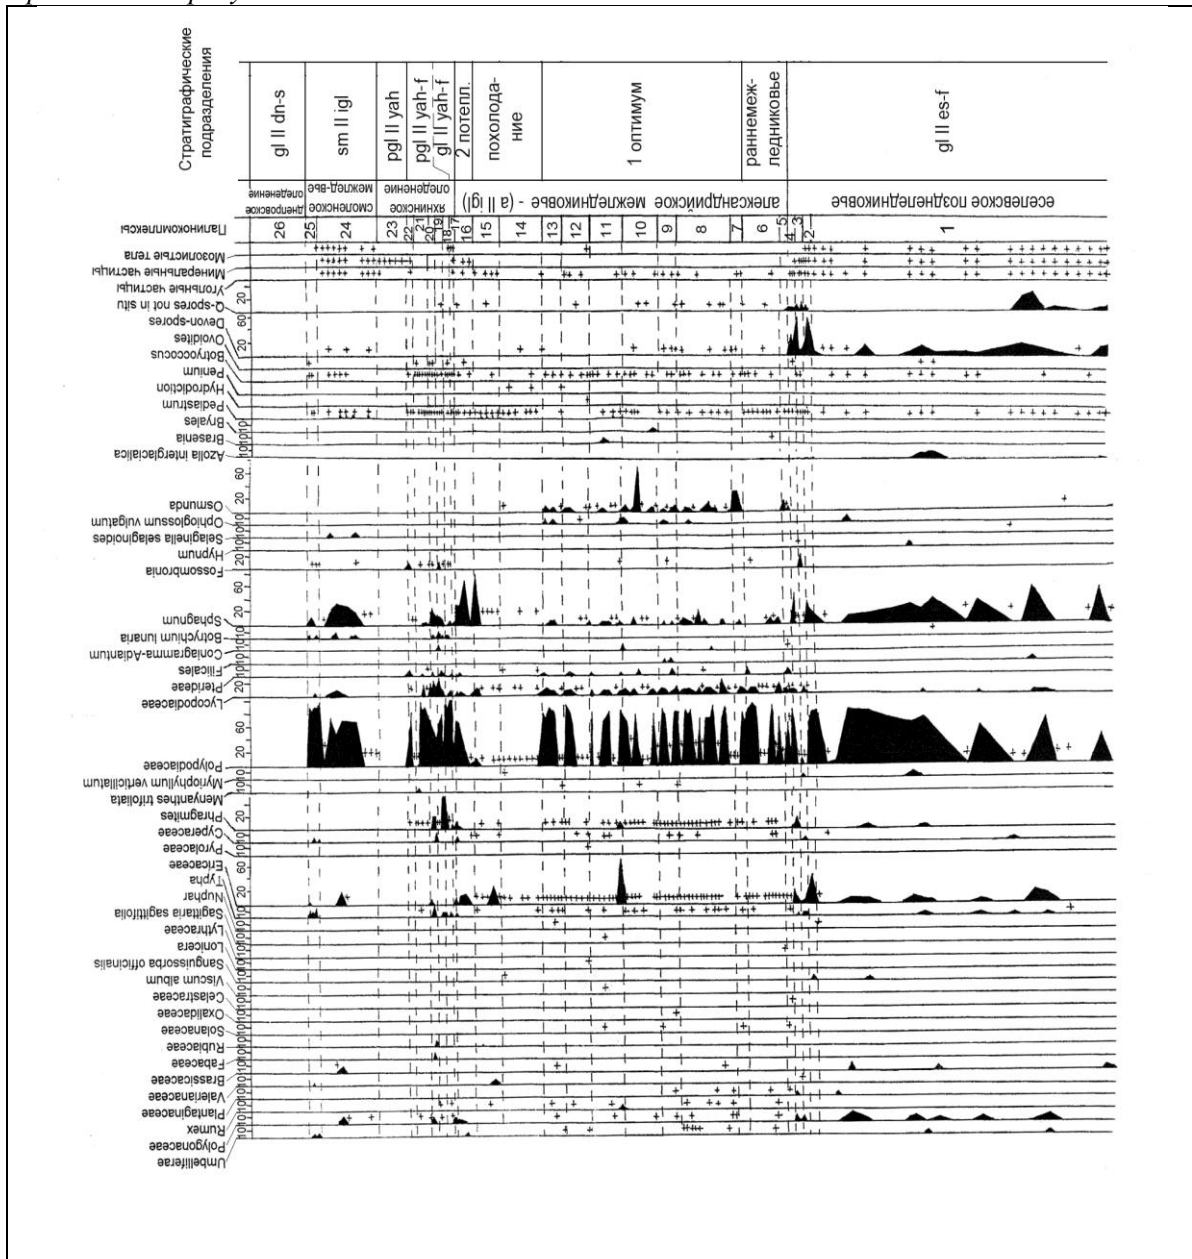 Стратиграфические
подразделения
gl II dn-s
sm II igl
pgl II yah
pgl II yah-f
gl II yah-f
2 потепл.
похолода-
ние
1 оптимум
раннемеж-
ледниковье
gl II es-f
днепровское
оледенение
смоленское
межлед-вье
яхнинское
оледенение
александрийское межледниковье - (a II igl)
еселевское позднеледниковье
Палинокомплексы
26
25
24
23
22
21
20
19
18
17
16
15
14
13
12
11
10
9
8
7
6
5
4
3
2
1
Мозолистые тела
Минеральные частицы
Угольные частицы
Q-spores not in situ
Devon-spores
Ovoidites
Botryococcus
Penium
Hydrodiction
Pediastrum
Bryales
Brasenia
Azolla interglacialica
Osmunda
Ophioglossum vulgatum
Selaginella selaginoides
Hypnum
Fossombronia
Sphagnum
Botrychium lunaria
Coniagramma-Adiantum
Filicales
Pterideae
Lycopodiaceae
Polypodiaceae
Myriophyllum verticillatum
Menyanthes trifoliata
Phragmites
Cyperaceae
Pyrolaceae
Ericaceae
Typha
Nuphar
Sagittaria sagittifolia
Lythraceae
Lonicera
Sanguissorba officinalis
Viscum album
Celastraceae
Oxalidaceae
Solanaceae
Rubiaceae
Fabaceae
Brassicaceae
Valerianaceae
Plantaginaceae
Rumex
Polygonaceae
Umbelliferae